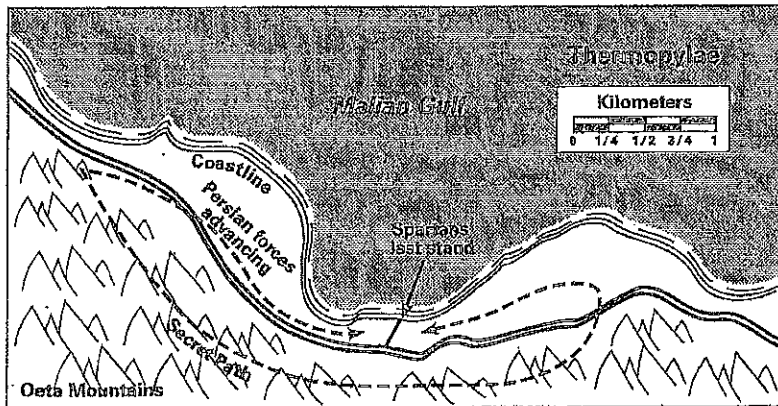 Thermopylae
Malian Gulf
Kilometers
0 1/4 1/2 3/4 1
Coastline
Persian forces
advancing
Spartans
last stand
Secret Path
Oeta Mountains